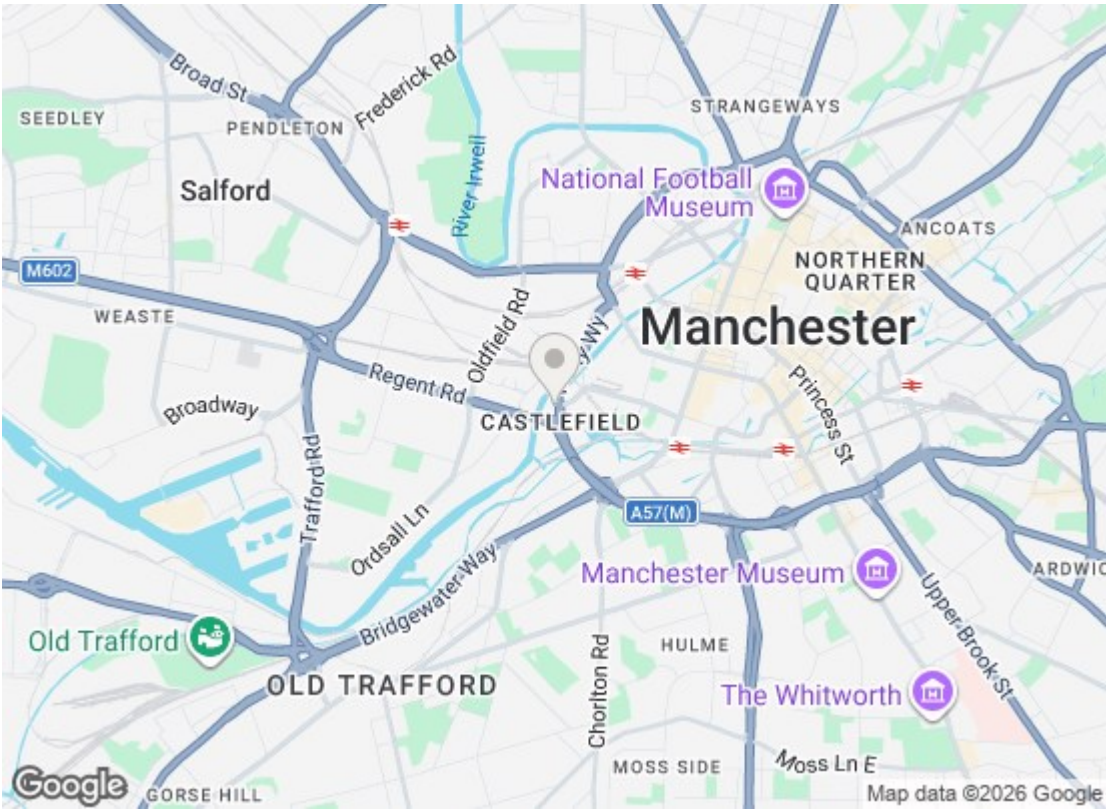 Broad St
Frederick Rd
STRANGEWAYS
SEEDLEY
PENDLETON
Salford
River Irwell
National Football
Museum
ANCOATS
NORTHERN
QUARTER
M602
WEASTE
Oldfield Rd
Manchester
Regent Rd
Broadway
CASTLEFIELD
Princess St
Trafford Rd
Ordsall Ln
A57(M)
Bridgewater Way
Manchester Museum
ARDWIC
Upper Brook St
Old Trafford
HULME
OLD TRAFFORD
Chorlton Rd
The Whitworth
MOSS SIDE
Moss Ln E
Google
GORSE HILL
Map data ©2026 Google